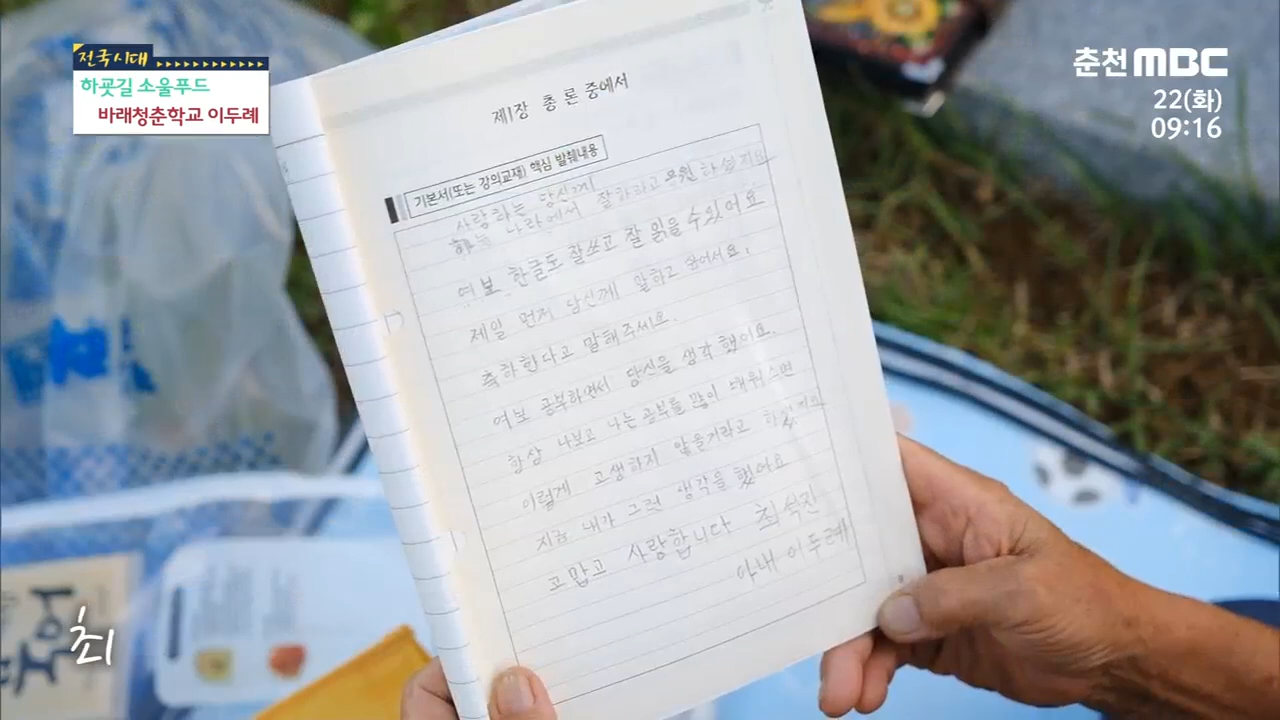 전국시대
하굣길 소울푸드
바래청춘학교 이두례
춘천MBC
22(화)
09:16
제1장 총 론 중에서
기본서(또는 강의교재) 핵심 발췌내용
사랑하는 당신께
하늘 나라에서 잘하라고 응원 하실지요
여보 한글도 잘쓰고 잘 읽을 수있어요
제일 먼저 당신께 말하고 싶어서요.
축하한다고 말해주세요.
여보 공부하면서 당신을 생각 했어요.
항상 나보고 나는 공부를 많이 배워스면
이렇게 고생하지 않을거라고 하실지요
지금 내가 그런 생각을 했어요
고맙고 사랑합니다 최석진
아내 이두례
최